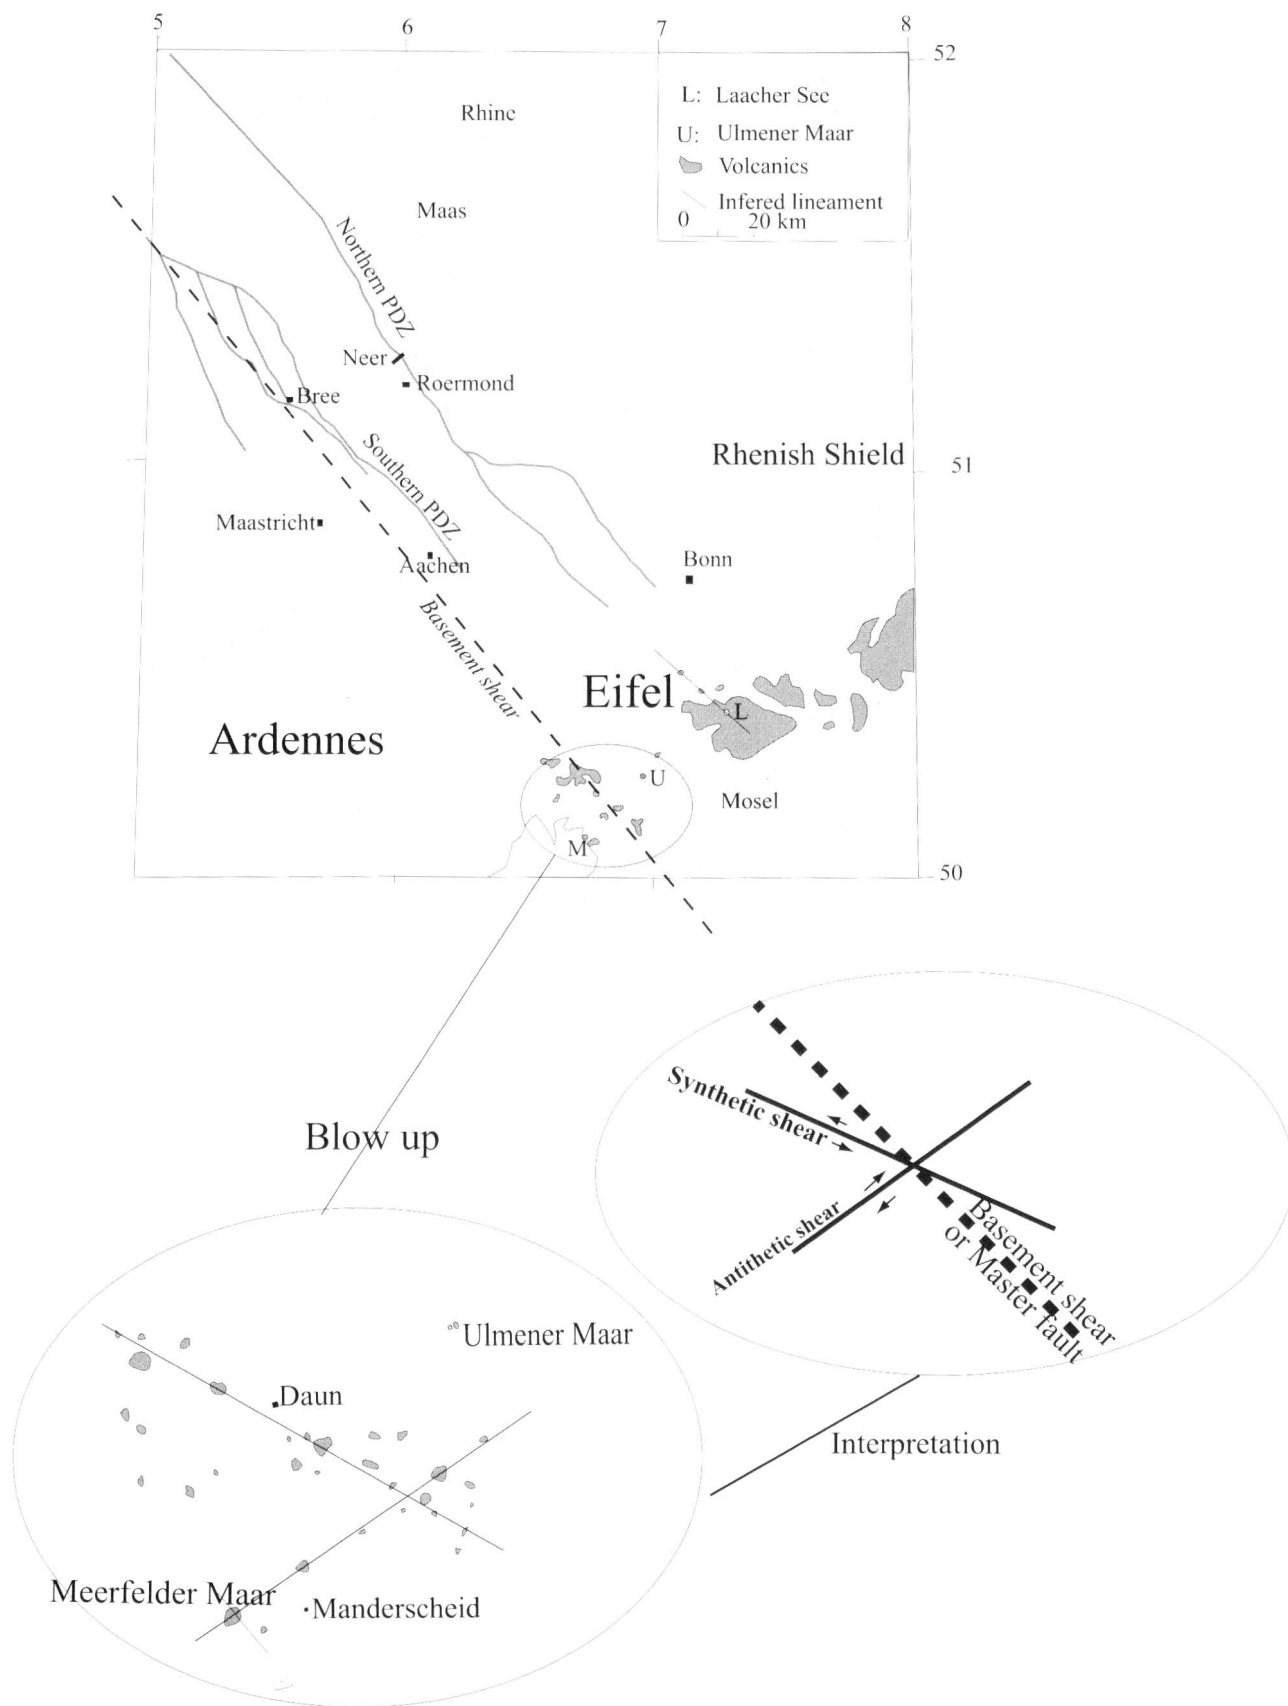 5 6 7 8
52
L: Laacher See
Rhinc
U: Ulmener Maar
Volcanics
Infered lineament
0 20 km
Maas
Northern PDZ
Neer
Roermond
Bree
Southern PDZ
Rhenish Shield
51
Maastricht
Aachen
Bonn
Basement shear
Eifel
L
Ardennes
U
Mosel
M
50
Synthetic shear
Blow up
Antithetic shear
Basement shear
or Master fault
Ulmener Maar
Daun
Interpretation
Meerfelder Maar
Manderscheid